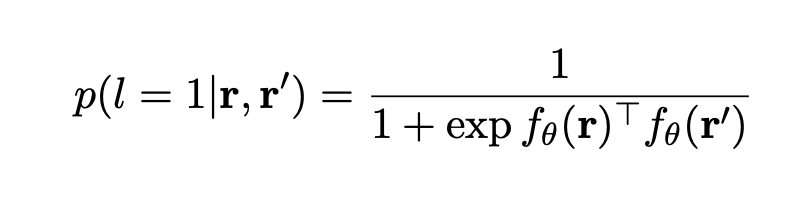 p(l = 1|r, r′) = 1 / (1 + exp f_θ(r)^⊤ f_θ(r′))